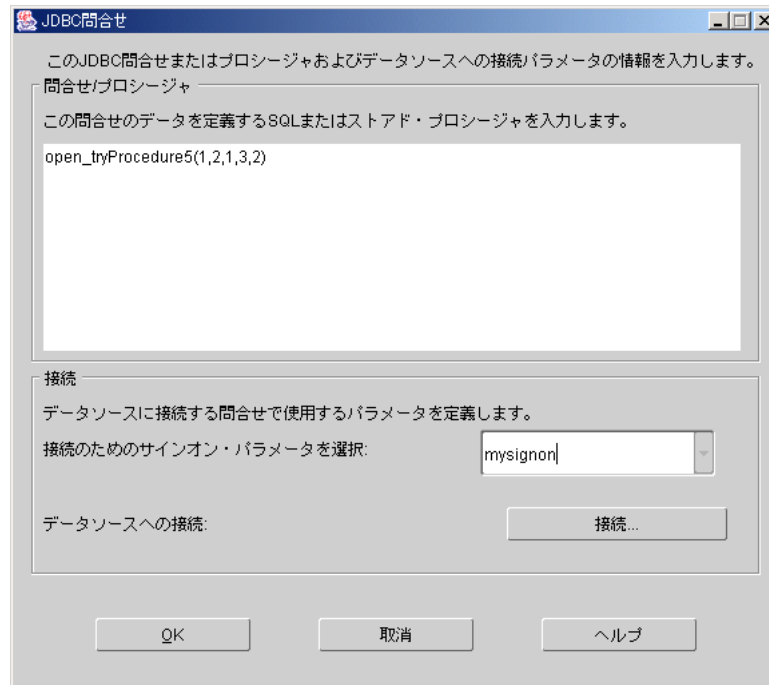 JDBC問合せ
このJDBC問合せまたはプロシージャおよびデータソースへの接続パラメータの情報を入力します。
問合せ/プロシージャ
この問合せのデータを定義するSQLまたはストアド・プロシージャを入力します。
open_tryProcedure5(1,2,1,3,2)
接続
データソースに接続する問合せで使用するパラメータを定義します。
接続のためのサインオン・パラメータを選択: mysignon
データソースへの接続: 接続...
OK 取消 ヘルプ